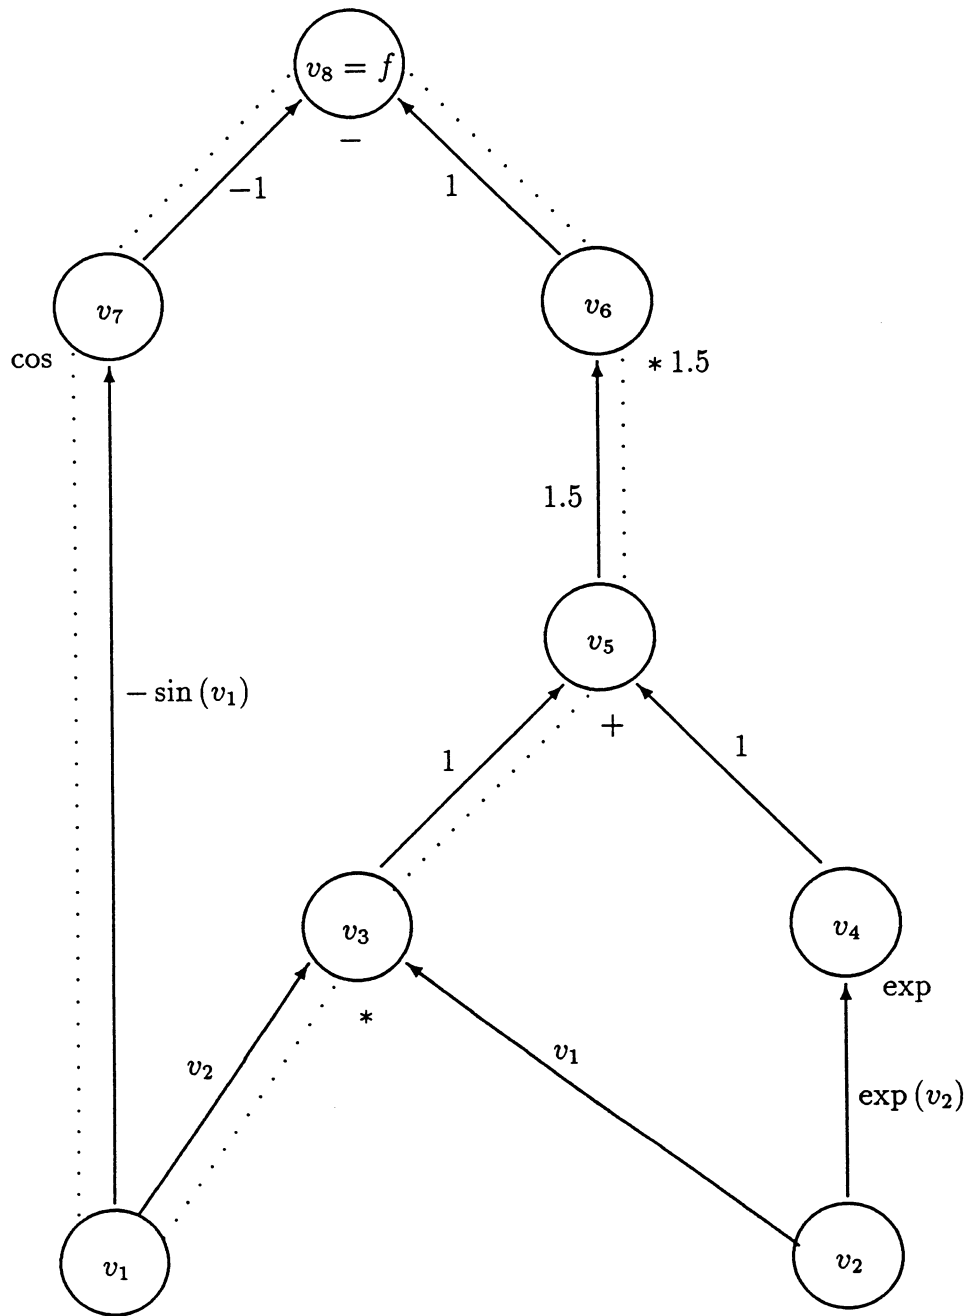 v₈ = f
−
−1
1
v₇
v₆
cos
* 1.5
1.5
v₅
− sin (v₁)
+
1
1
v₃
v₄
exp
*
v₂
v₁
exp (v₂)
v₁
v₂